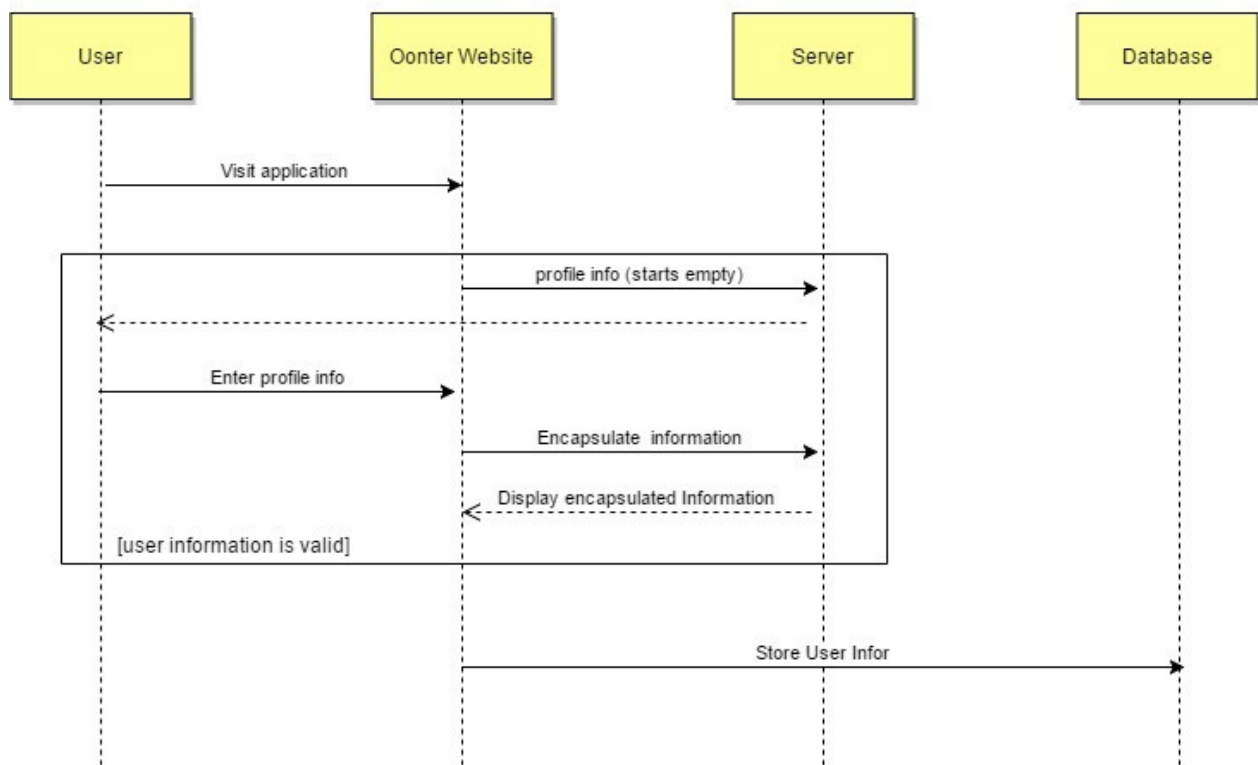 User
Oonter Website
Server
Database
Visit application
profile info (starts empty)
Enter profile info
Encapsulate information
Display encapsulated Information
[user information is valid]
Store User Infor